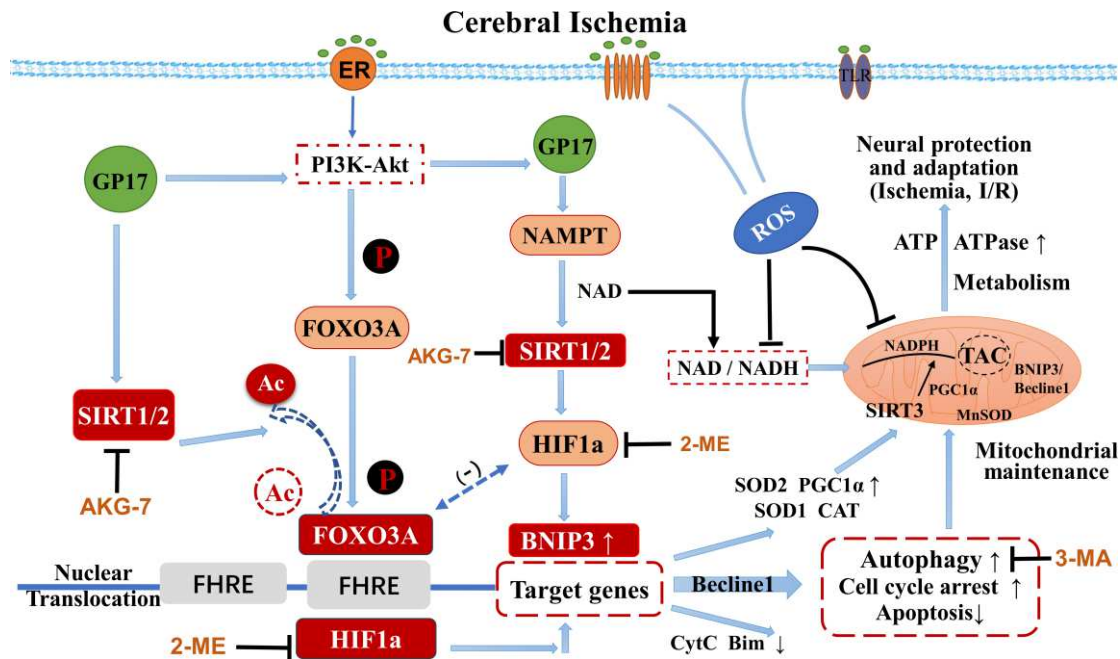 Cerebral Ischemia
ER
TLR
GP17
PI3K-Akt
GP17
Neural protection
and adaptation
(Ischemia, I/R)
ROS
NAMPT
P
ATP
ATPase ↑
Metabolism
NAD
FOXO3A
AKG-7
SIRT1/2
NAD / NADH
NADPH
TAC
BNIP3/
Becline1
PGC1α
SIRT3
MnSOD
Ac
SIRT1/2
HIF1a
2-ME
Mitochondrial
maintenance
(-)
Ac
P
AKG-7
SOD2 PGC1α ↑
SOD1 CAT
FOXO3A
BNIP3 ↑
Nuclear
Translocation
FHRE
FHRE
Target genes
Becline1
Autophagy ↑
Cell cycle arrest ↑
Apoptosis↓
3-MA
2-ME
HIF1a
CytC Bim ↓